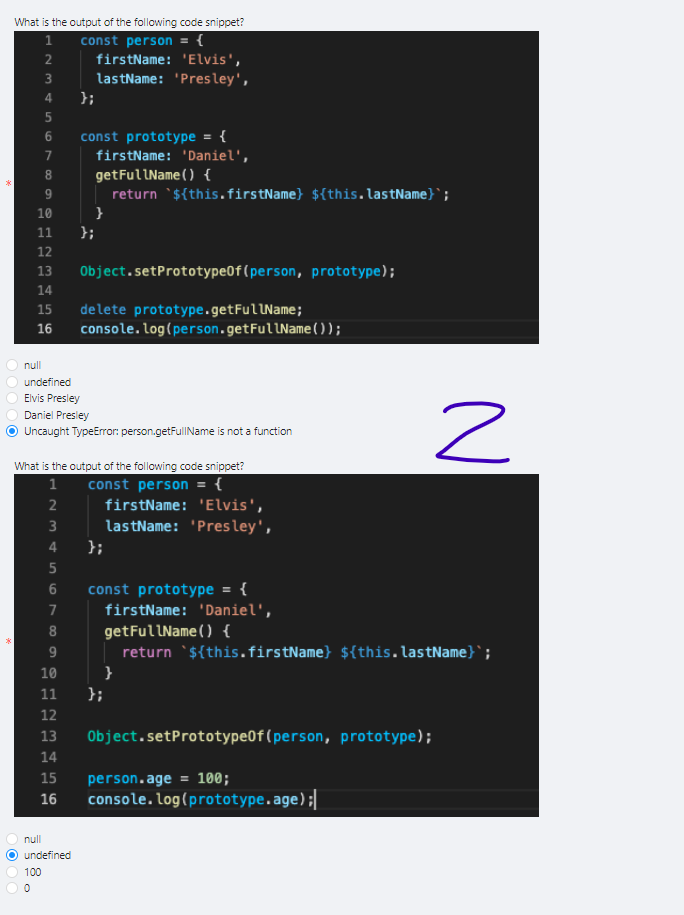 What is the output of the following code snippet?
1 const person = {
2 firstName: 'Elvis',
3 lastName: 'Presley',
4 };
5
6 const prototype = {
7 firstName: 'Daniel',
8 getFullName() {
9 return `${this.firstName} ${this.lastName}`;
10 }
11 };
12
13 Object.setPrototypeOf(person, prototype);
14
15 delete prototype.getFullName;
16 console.log(person.getFullName());
*
null
undefined
Elvis Presley
Daniel Presley
Uncaught TypeError: person.getFullName is not a function
2
What is the output of the following code snippet?
1 const person = {
2 firstName: 'Elvis',
3 lastName: 'Presley',
4 };
5
6 const prototype = {
7 firstName: 'Daniel',
8 getFullName() {
9 return `${this.firstName} ${this.lastName}`;
10 }
11 };
12
13 Object.setPrototypeOf(person, prototype);
14
15 person.age = 100;
16 console.log(prototype.age);
*
null
undefined
100
0